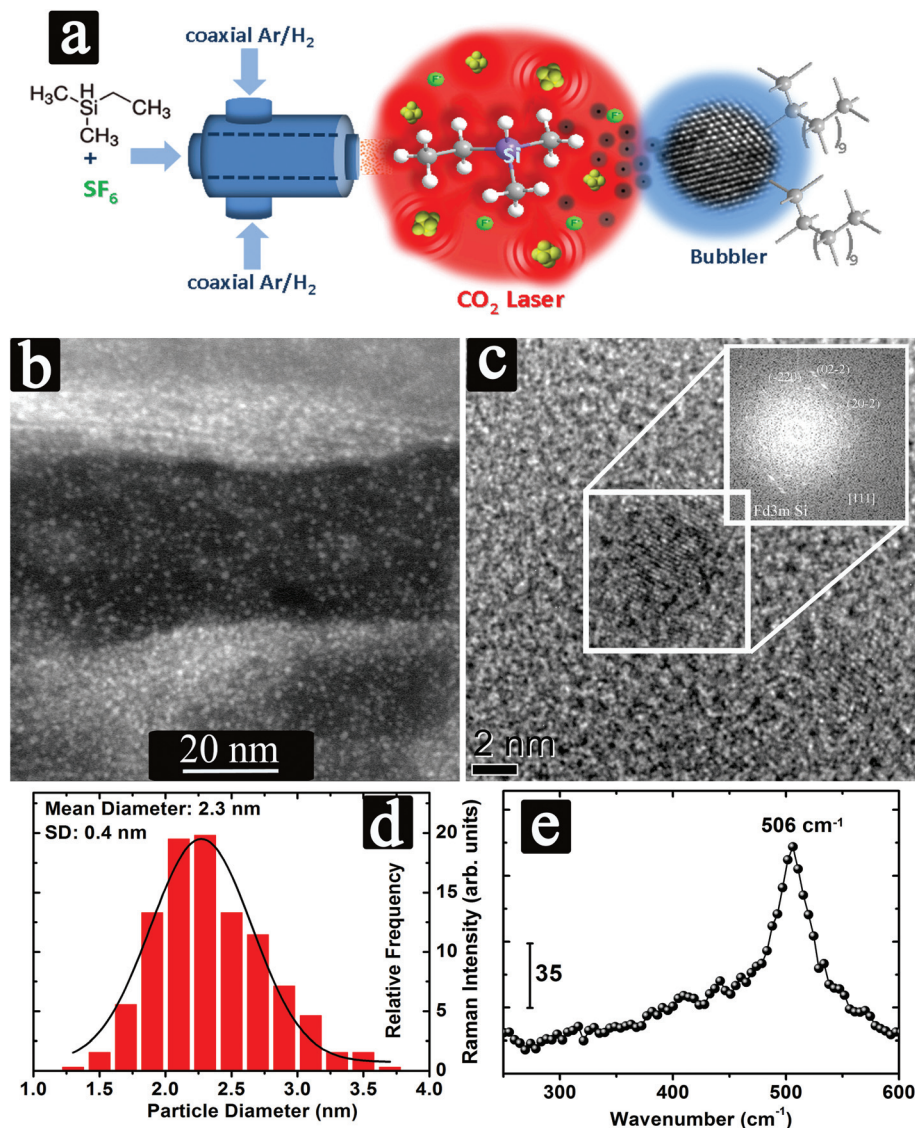 a
coaxial Ar/H2
H3C
H
Si
CH3
CH3
+
SF6
coaxial Ar/H2
F
F
F
F
Si
CO2 Laser
Bubbler
9
9
b
20 nm
c
(-220)
(02-2)
(20-2)
[111]
Fd3m Si
2 nm
Mean Diameter: 2.3 nm
SD: 0.4 nm
d
Relative Frequency
20
15
10
5
0
1.0 1.5 2.0 2.5 3.0 3.5 4.0
Particle Diameter (nm)
e
506 cm-1
35
Raman Intensity (arb. units)
300 400 500 600
Wavenumber (cm-1)